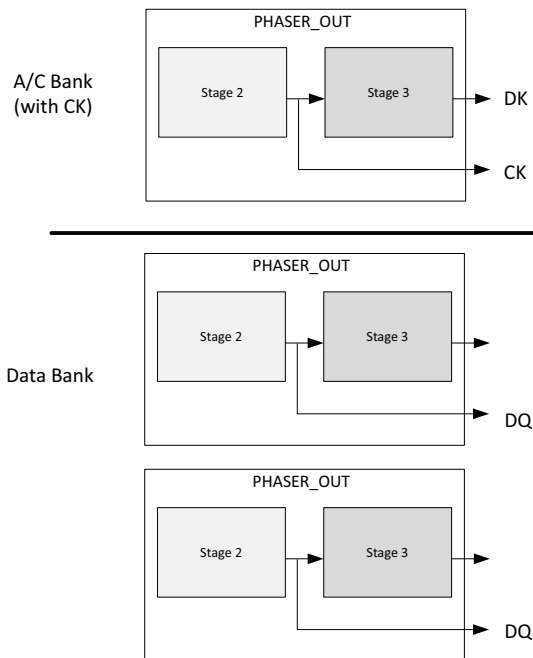 PHASER_OUT
A/C Bank
(with CK)
Stage 2
Stage 3
DK
CK
PHASER_OUT
Data Bank
Stage 2
Stage 3
DQ
PHASER_OUT
Stage 2
Stage 3
DQ